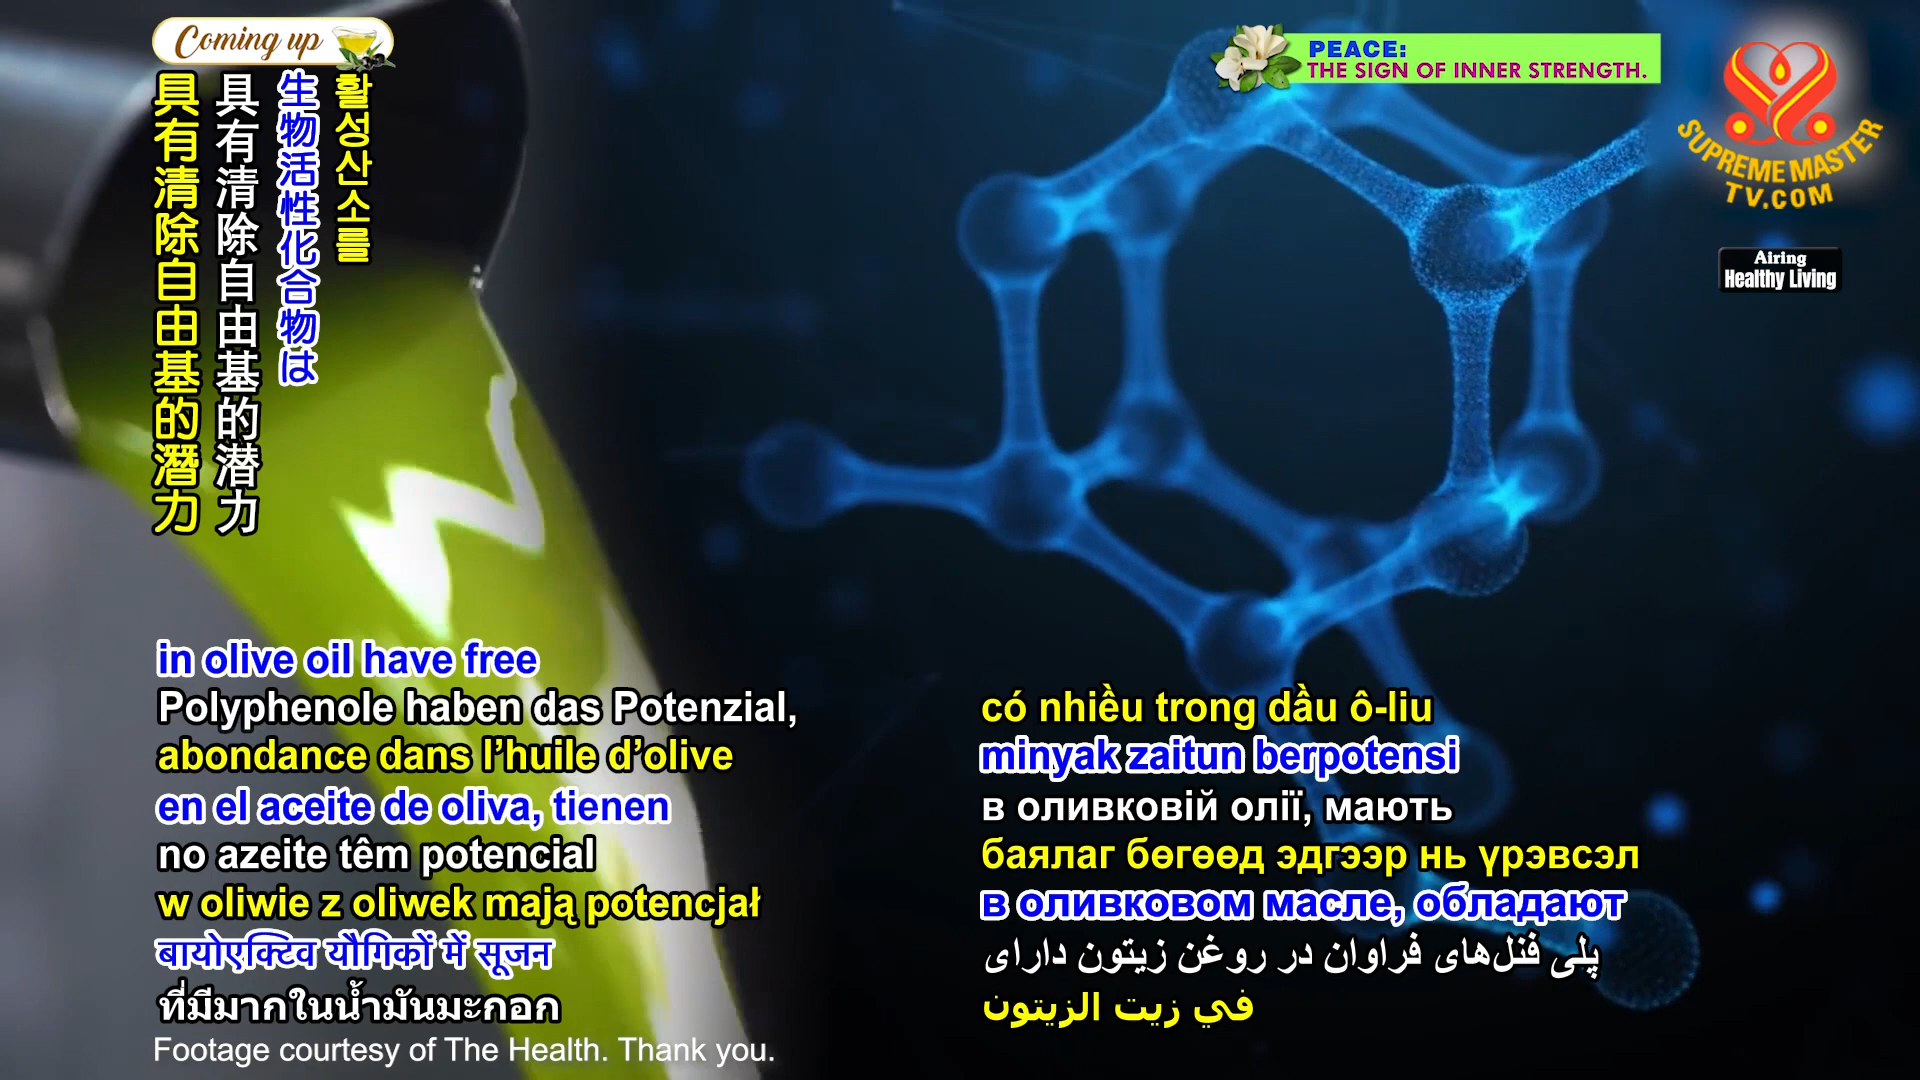 Coming up
PEACE:
THE SIGN OF INNER STRENGTH.
SUPREME MASTER
TV.COM
Airing
Healthy Living
具有清除自由基的潛力
具有清除自由基的潜力
生物活性化合物は
활성산소를
in olive oil have free
Polyphenole haben das Potenzial,
abondance dans l’huile d’olive
en el aceite de oliva, tienen
no azeite têm potencial
w oliwie z oliwek mają potencjał
बायोएक्टिव यौगिकों में सूजन
ที่มีมากในน้ำมันมะกอก
Footage courtesy of The Health. Thank you.
có nhiều trong dầu ô-liu
minyak zaitun berpotensi
в оливковій олії, мають
баялаг бөгөөд эдгээр нь үрэвсэл
в оливковом масле, обладают
پلی فنل‌های فراوان در روغن زیتون دارای
في زيت الزيتون